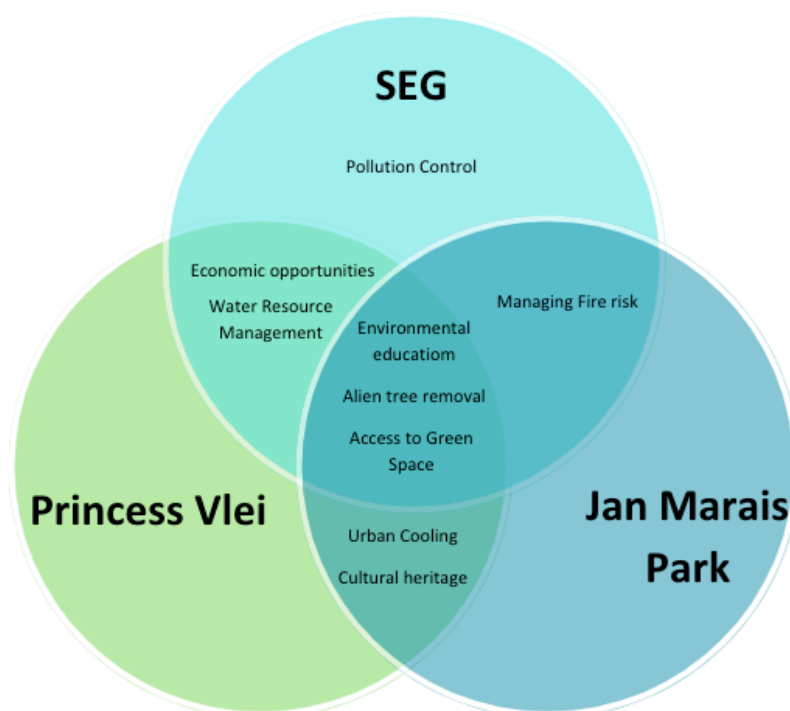 SEG
Pollution Control
Economic opportunities
Water Resource
Management
Managing Fire risk
Environmental
educatiom
Alien tree removal
Access to Green
Space
Princess Vlei
Jan Marais
Park
Urban Cooling
Cultural heritage